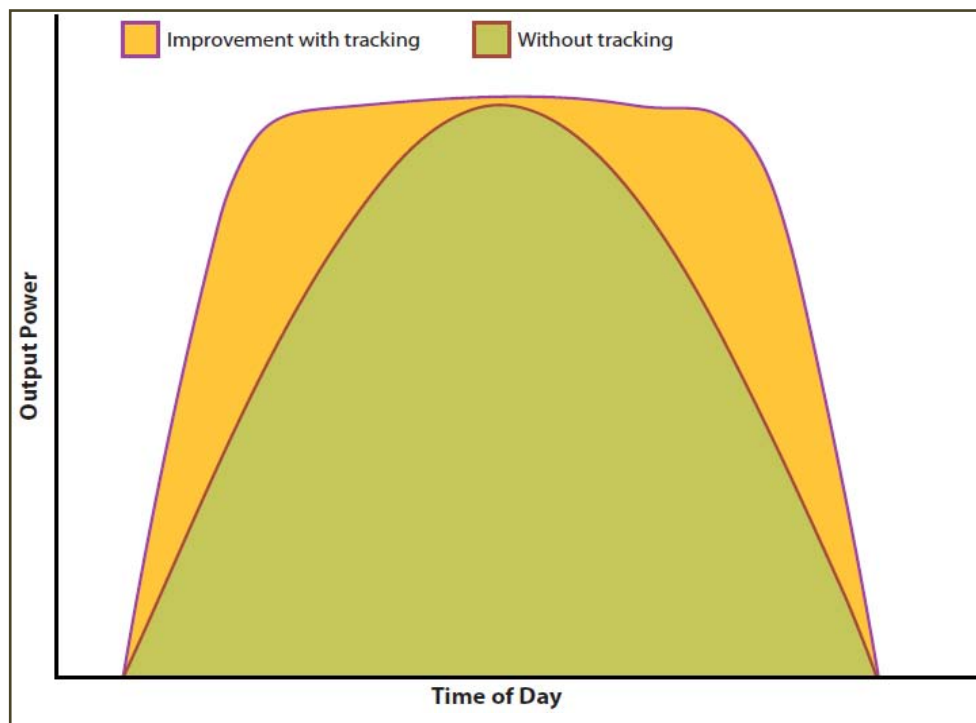 Improvement with tracking
Without tracking
Output Power
Time of Day